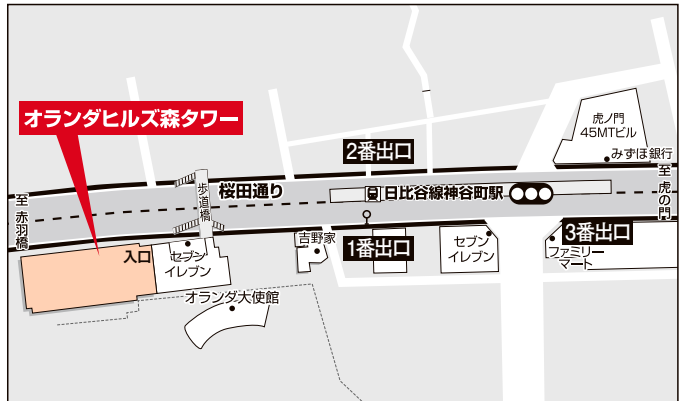 オランダヒルズ森タワー
虎ノ門
45MTビル
みずほ銀行
2番出口
至 虎の門
至 赤羽橋
歩道橋
桜田通り
日比谷線神谷町駅
入口
セブン
イレブン
吉野家
1番出口
セブン
イレブン
3番出口
ファミリー
マート
オランダ大使館